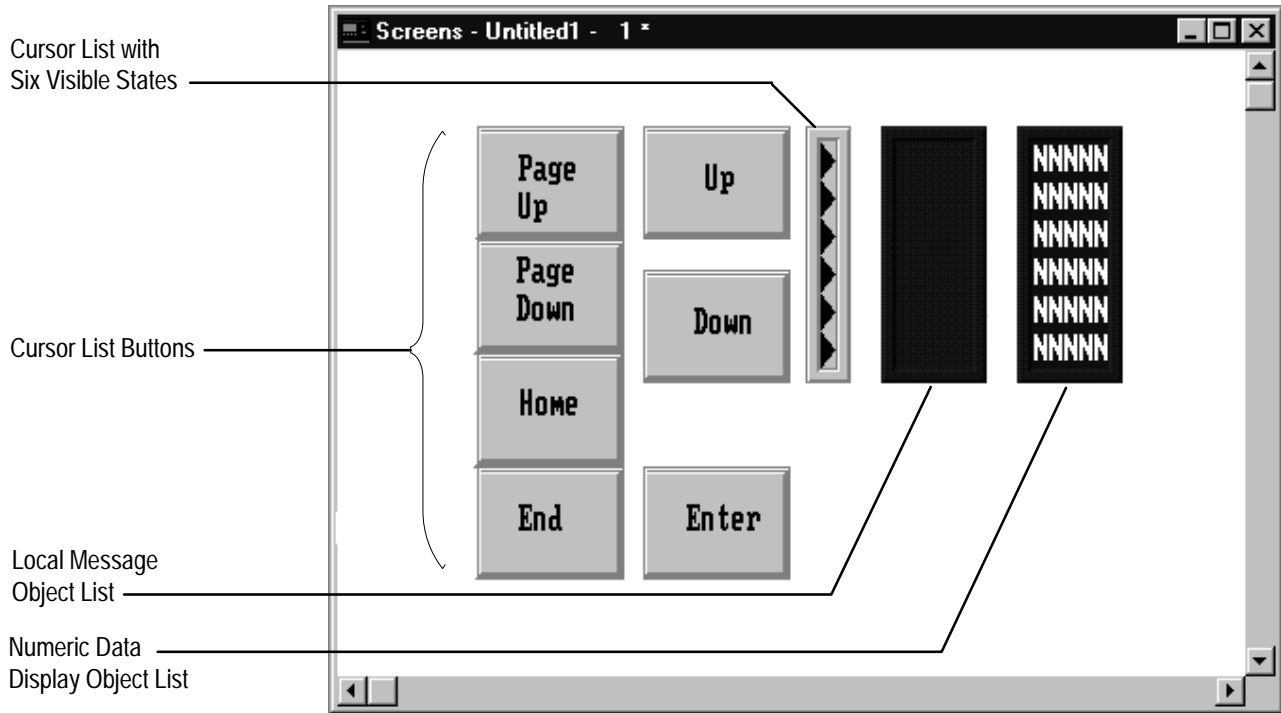 Screens - Untitled1 - 1 *
Cursor List with
Six Visible States
Cursor List Buttons
Local Message
Object List
Numeric Data
Display Object List
Page
Up
Page
Down
Home
End
Up
Down
Enter
NNNNN
NNNNN
NNNNN
NNNNN
NNNNN
NNNNN